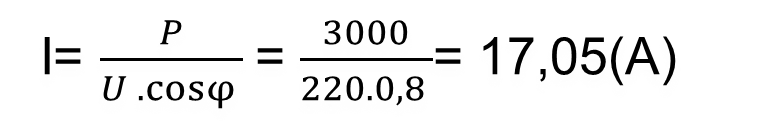 I= P / U .cosφ = 3000 / 220.0,8 = 17,05(A)